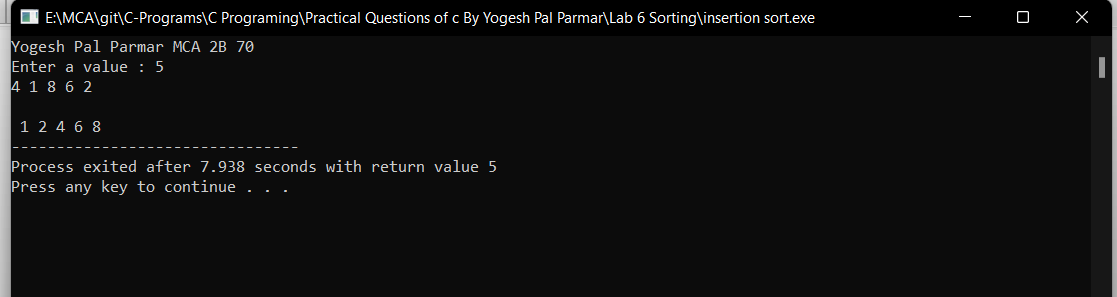 E:\MCA\git\C-Programs\C Programing\Practical Questions of c By Yogesh Pal Parmar\Lab 6 Sorting\insertion sort.exe
Yogesh Pal Parmar MCA 2B 70
Enter a value : 5
4 1 8 6 2
1 2 4 6 8
--------------------------------
Process exited after 7.938 seconds with return value 5
Press any key to continue . . .